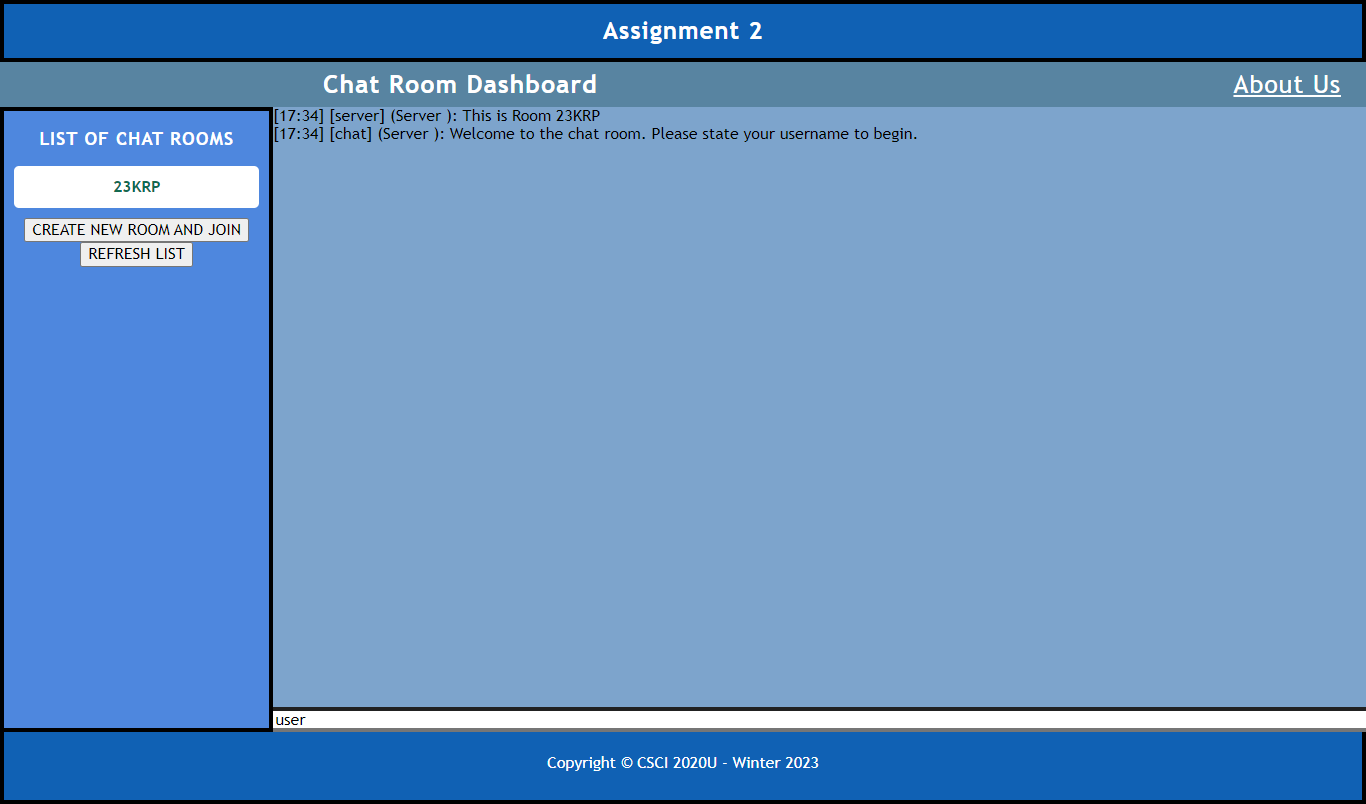 Assignment 2
Chat Room Dashboard
About Us
LIST OF CHAT ROOMS
23KRP
CREATE NEW ROOM AND JOIN
REFRESH LIST
[17:34] [server] (Server ): This is Room 23KRP
[17:34] [chat] (Server ): Welcome to the chat room. Please state your username to begin.
user
Copyright © CSCI 2020U - Winter 2023